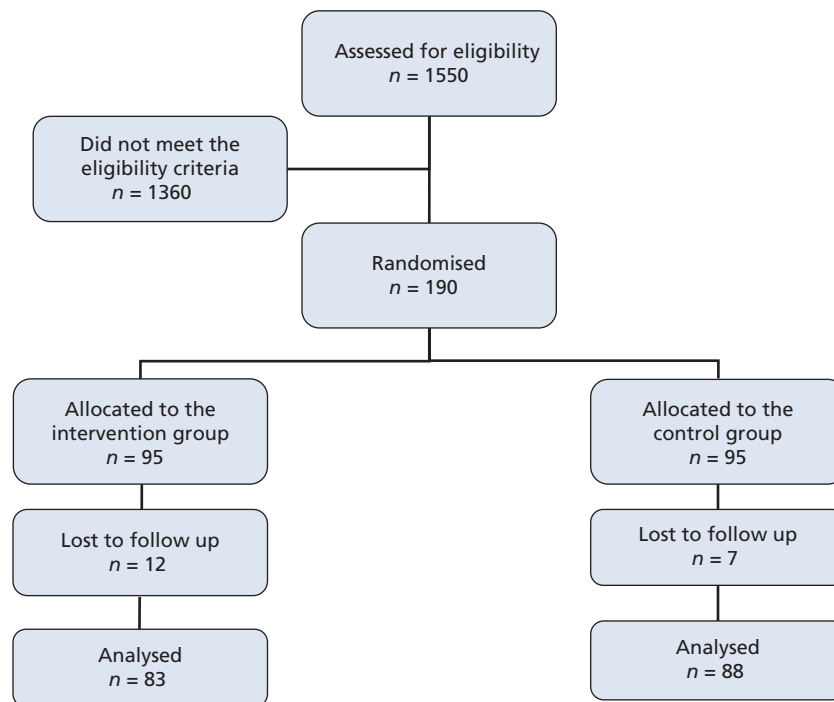 Assessed for eligibility
n = 1550
Did not meet the
eligibility criteria
n = 1360
Randomised
n = 190
Allocated to the
intervention group
n = 95
Allocated to the
control group
n = 95
Lost to follow up
n = 12
Lost to follow up
n = 7
Analysed
n = 83
Analysed
n = 88